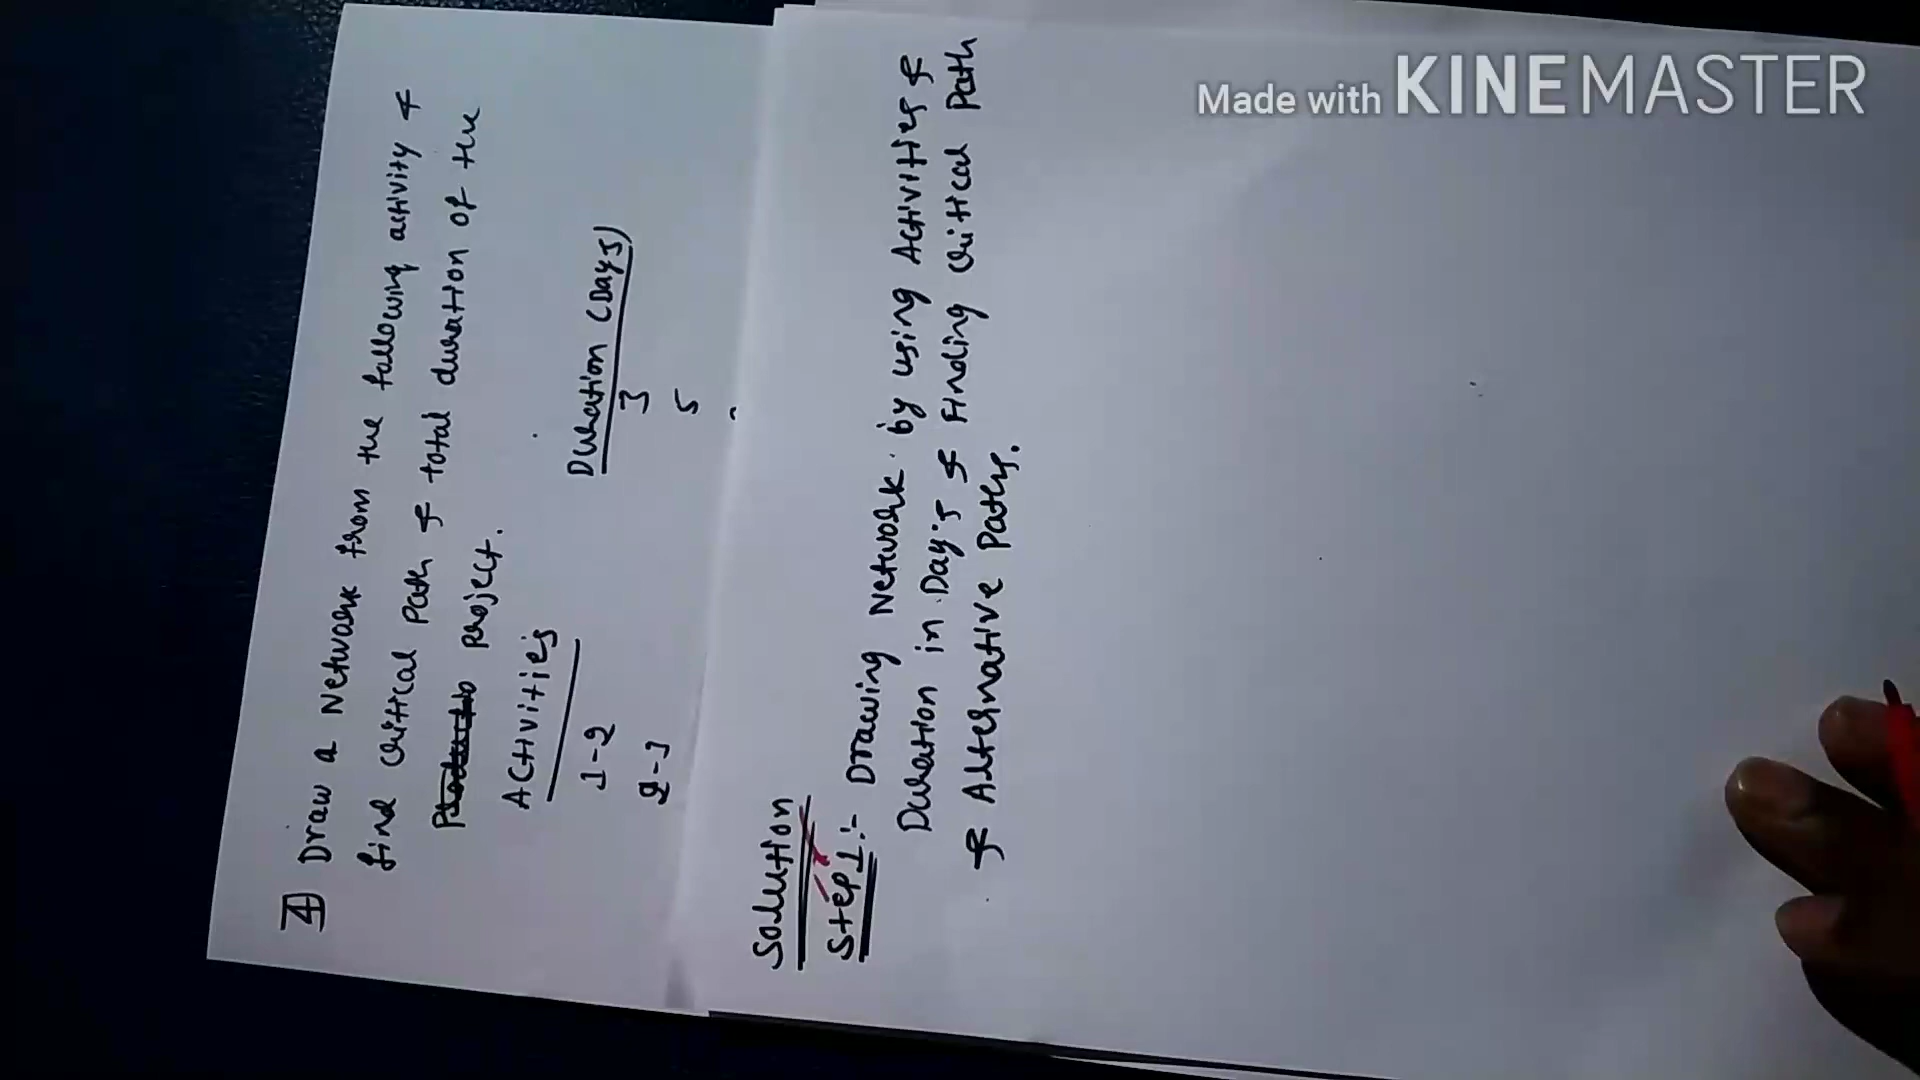 4] Draw a Network from the following activity &
find critical path & total duration of the
project.
Activities Duration (Days)
1-2 3
2-3 5
Solution
Step 1:- Drawing Network by using Activities &
Duration in Days & Finding critical path
& Alternative paths.
Made with KINEMASTER